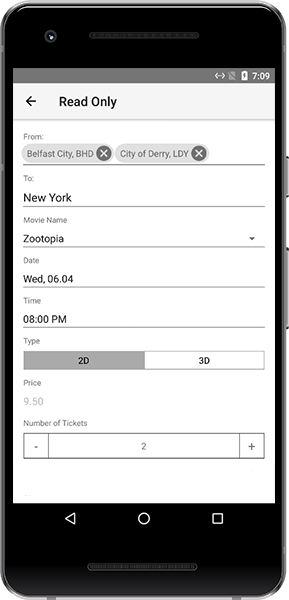 7:09
Read Only
From:
Belfast City, BHD City of Derry, LDY
To:
New York
Movie Name
Zootopia
Date
Wed, 06.04
Time
08:00 PM
Type
2D 3D
Price
9.50
Number of Tickets
- 2 +